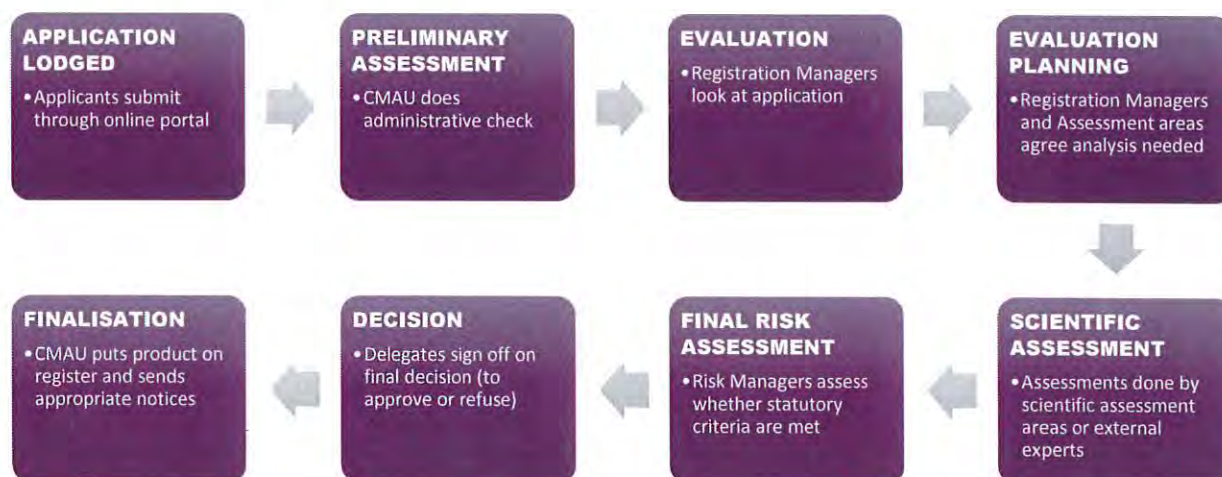 APPLICATION
LODGED
•Applicants submit
through online portal
PRELIMINARY
ASSESSMENT
•CMAU does
administrative check
EVALUATION
•Registration Managers
look at application
EVALUATION
PLANNING
•Registration Managers
and Assessment areas
agree analysis needed
SCIENTIFIC
ASSESSMENT
•Assessments done by
scientific assessment
areas or external
experts
FINAL RISK
ASSESSMENT
•Risk Managers assess
whether statutory
criteria are met
DECISION
•Delegates sign off on
final decision (to
approve or refuse)
FINALISATION
•CMAU puts product on
register and sends
appropriate notices